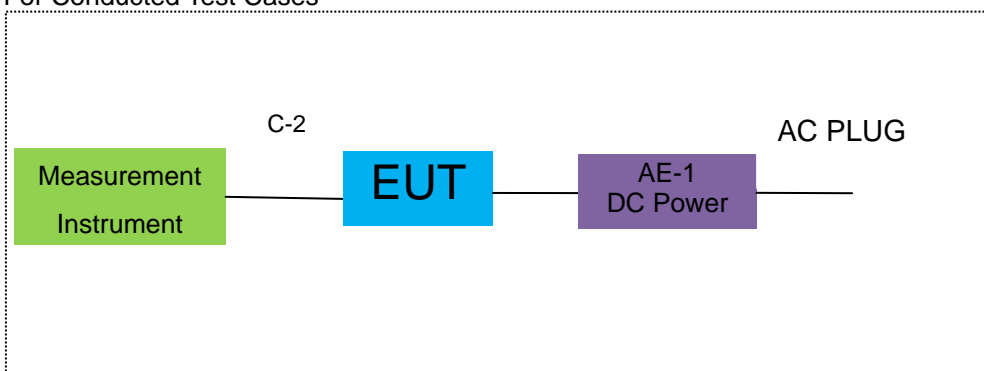 For Conducted Test Cases
C-2
AC PLUG
Measurement
Instrument
EUT
AE-1
DC Power